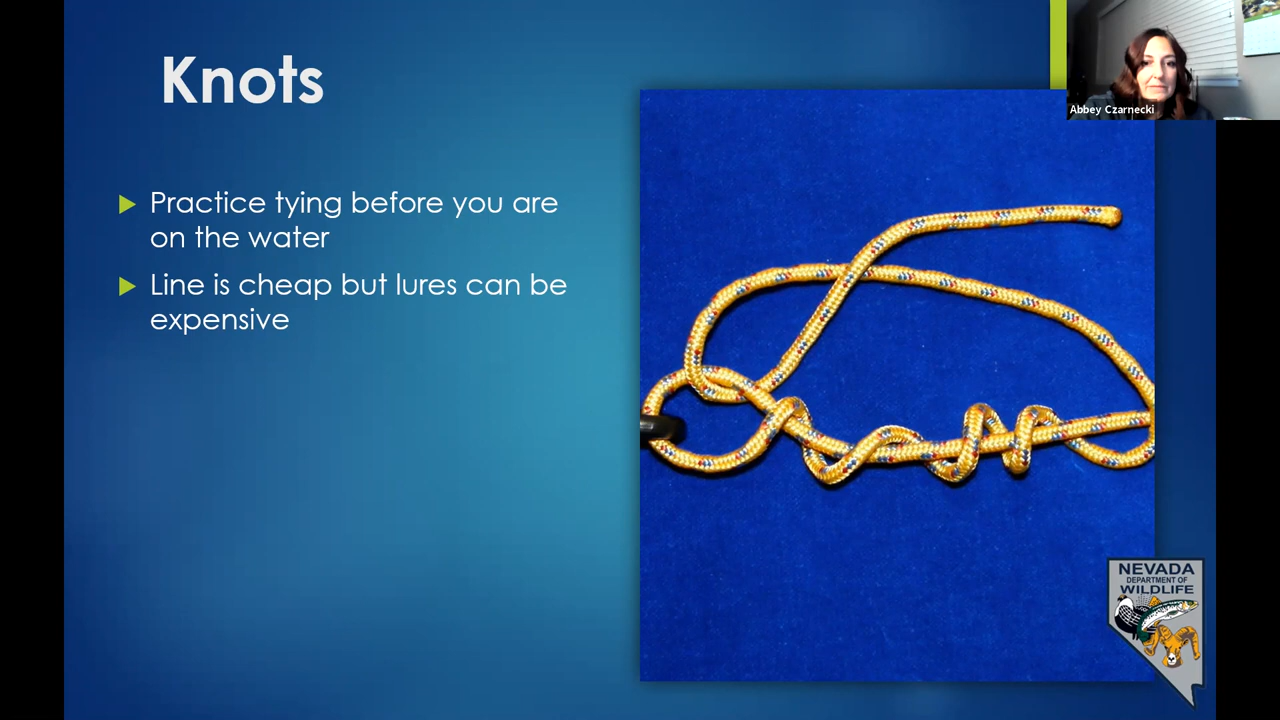 Knots
Practice tying before you are
on the water
Line is cheap but lures can be
expensive
Abbey Czarnecki
NEVADA
DEPARTMENT OF
WILDLIFE